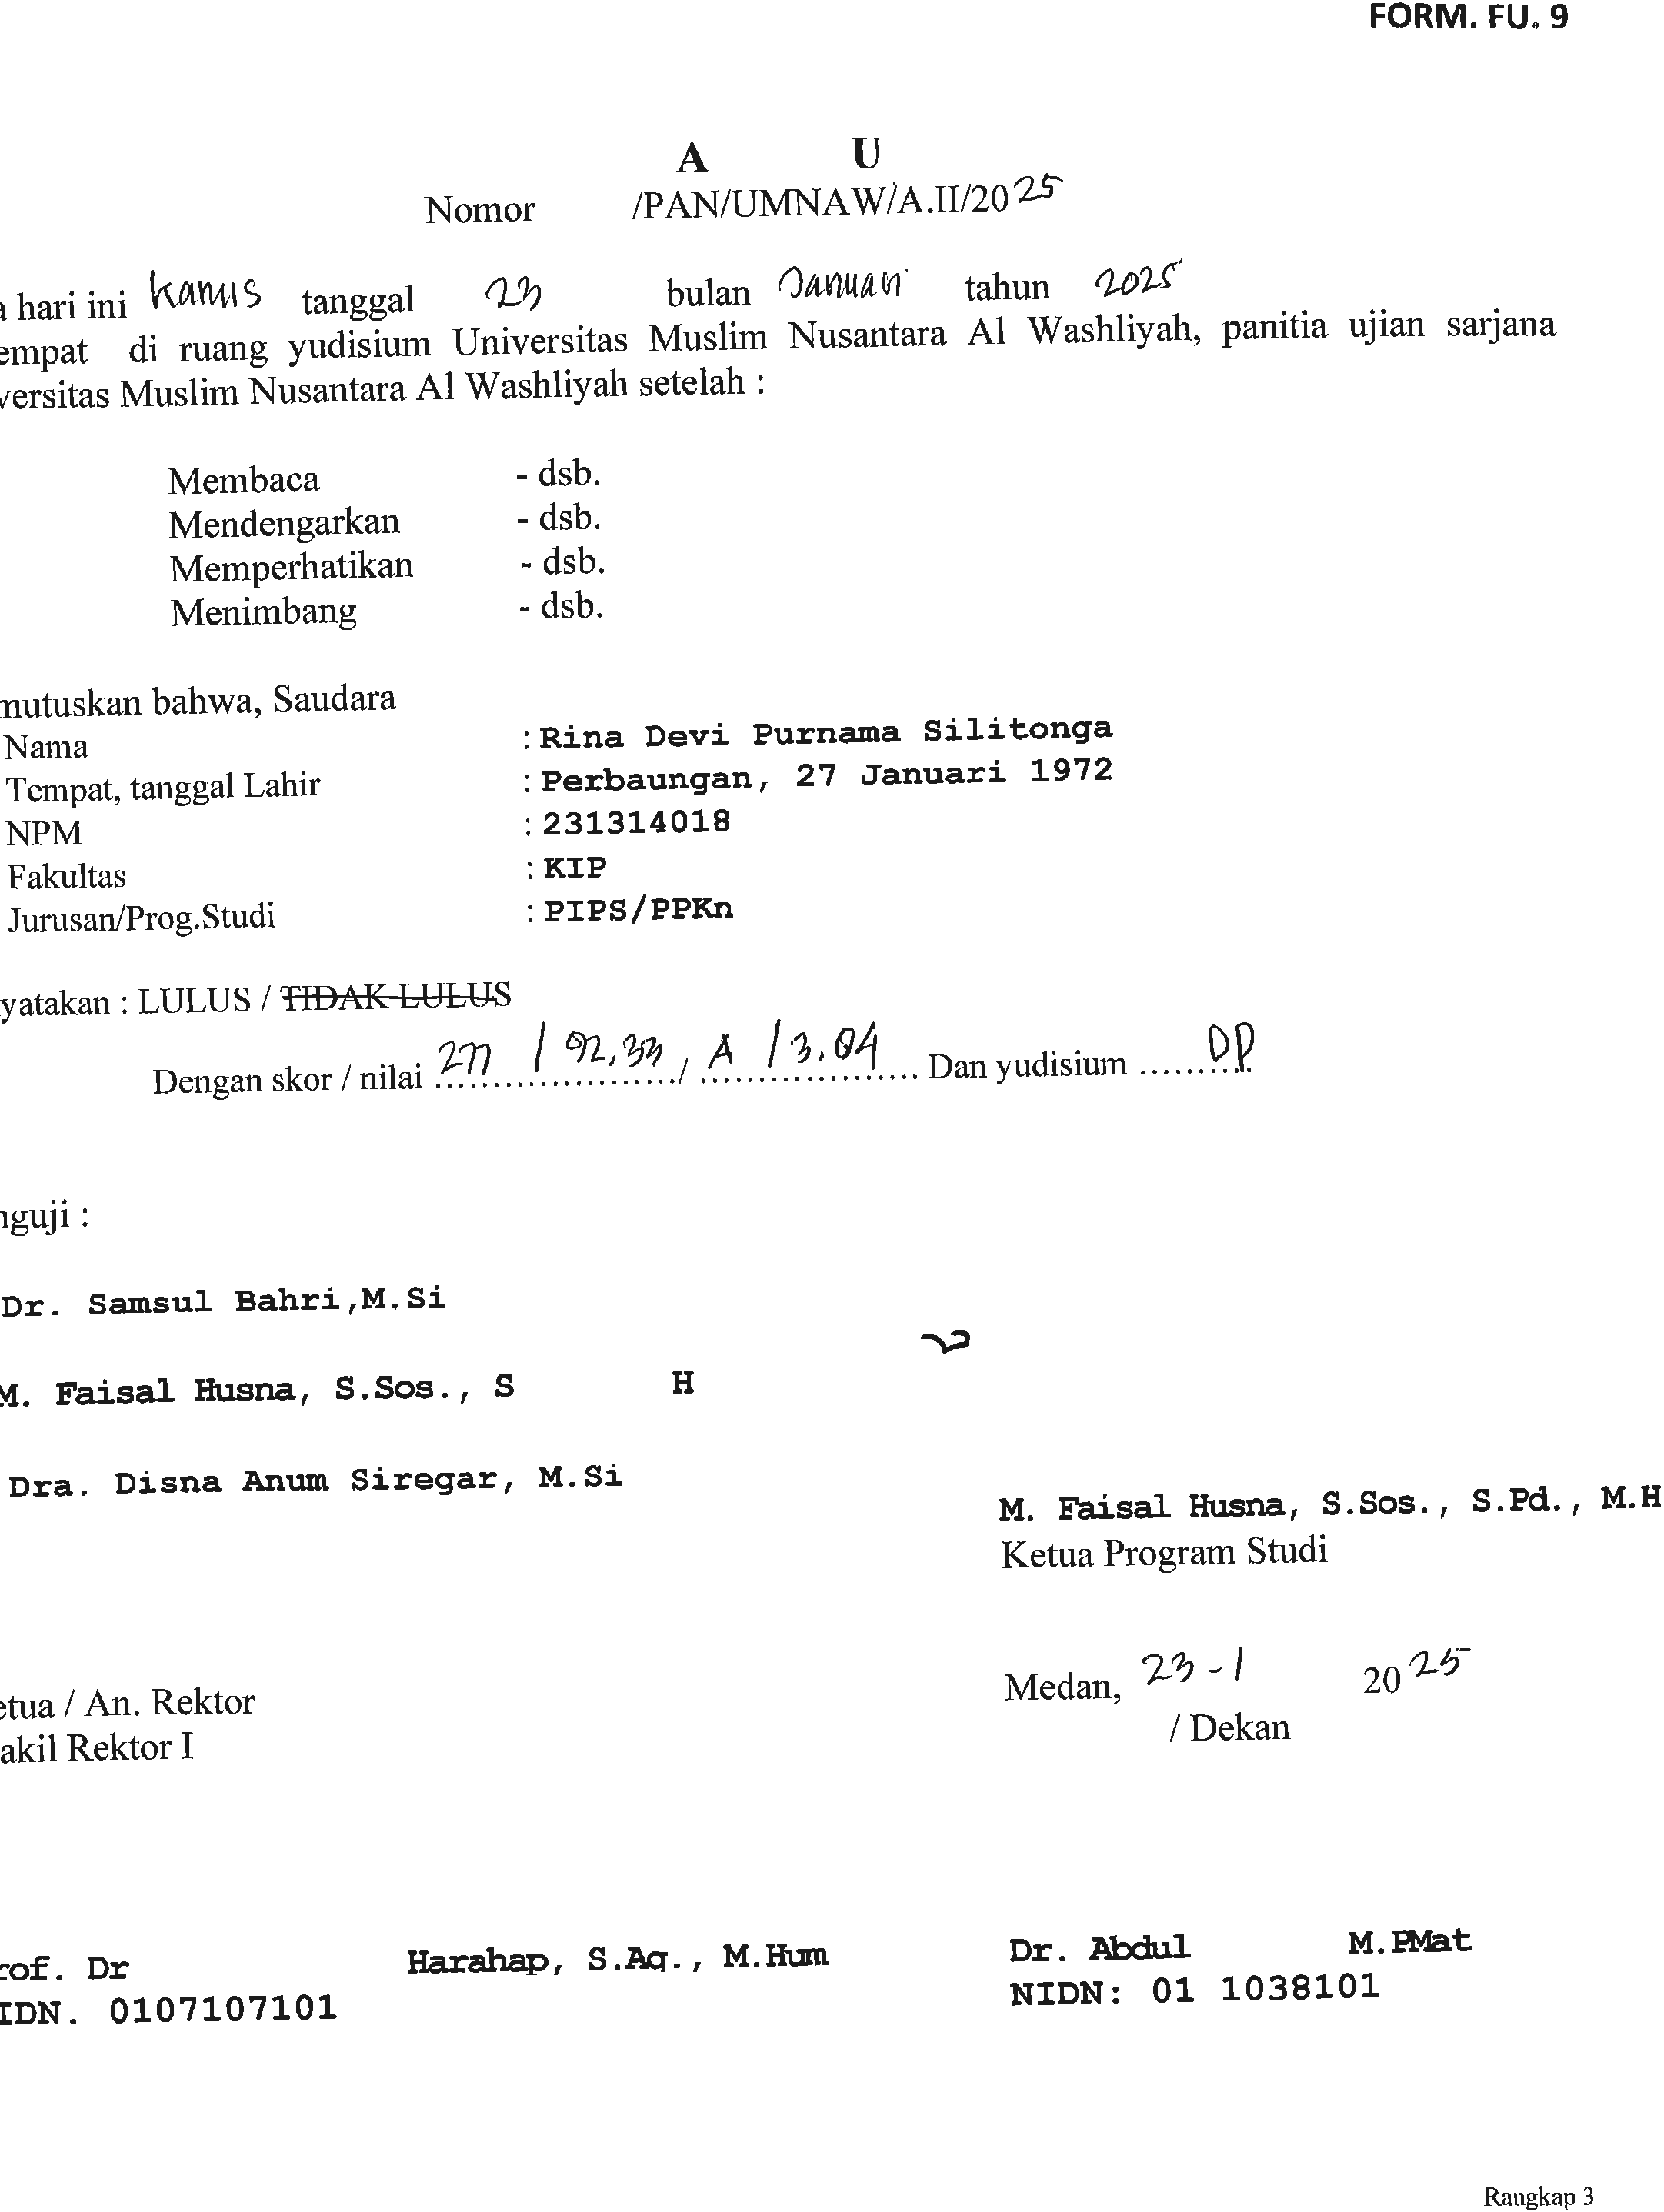 FORM. FU. 9
A U
Nomor /PAN/UMNAW/A.II/2025
hari ini Kamis tanggal 23 bulan Januari tahun 2025
empat di ruang yudisium Universitas Muslim Nusantara Al Washliyah, panitia ujian sarjana
versitas Muslim Nusantara Al Washliyah setelah :
Membaca - dsb.
Mendengarkan - dsb.
Memperhatikan - dsb.
Menimbang - dsb.
mutuskan bahwa, Saudara
Nama : Rina Devi Purnama Silitonga
Tempat, tanggal Lahir : Perbaungan, 27 Januari 1972
NPM : 231314018
Fakultas : KIP
Jurusan/Prog.Studi : PIPS/PPKn
yatakan : LULUS / TIDAK LULUS
Dengan skor / nilai 277 / 92,33 / A / 3,84 Dan yudisium DP
nguji :
Dr. Samsul Bahri,M.Si
M. Faisal Husna, S.Sos., S H
Dra. Disna Anum Siregar, M.Si
M. Faisal Husna, S.Sos., S.Pd., M.H
Ketua Program Studi
Medan, 23-1 2025
etua / An. Rektor
/ Dekan
akil Rektor I
rof. Dr Harahap, S.Ag., M.Hum
Dr. Abdul M.PMat
IDN. 0107107101
NIDN: 01 1038101
Rangkap 3